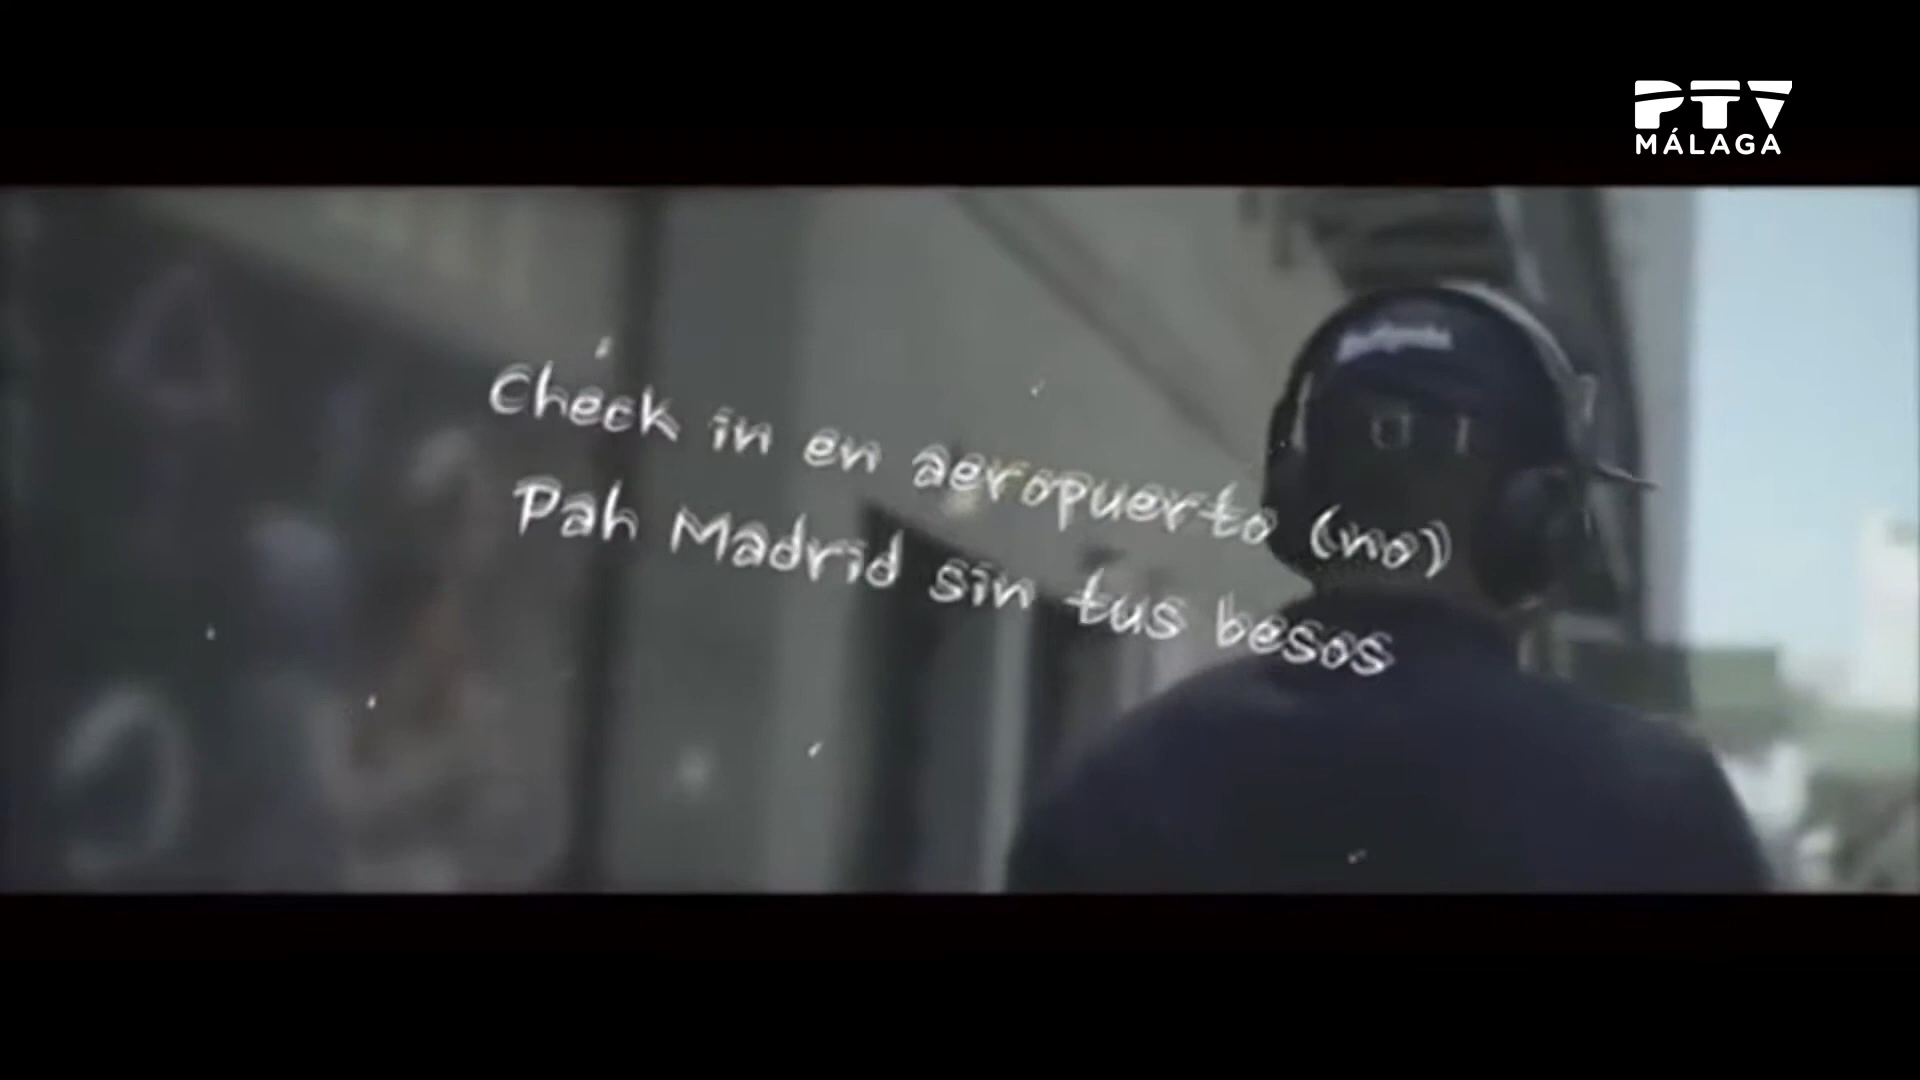 PTV
MÁLAGA
Check in en aeropuerto (no)
Pah Madrid sin tus besos